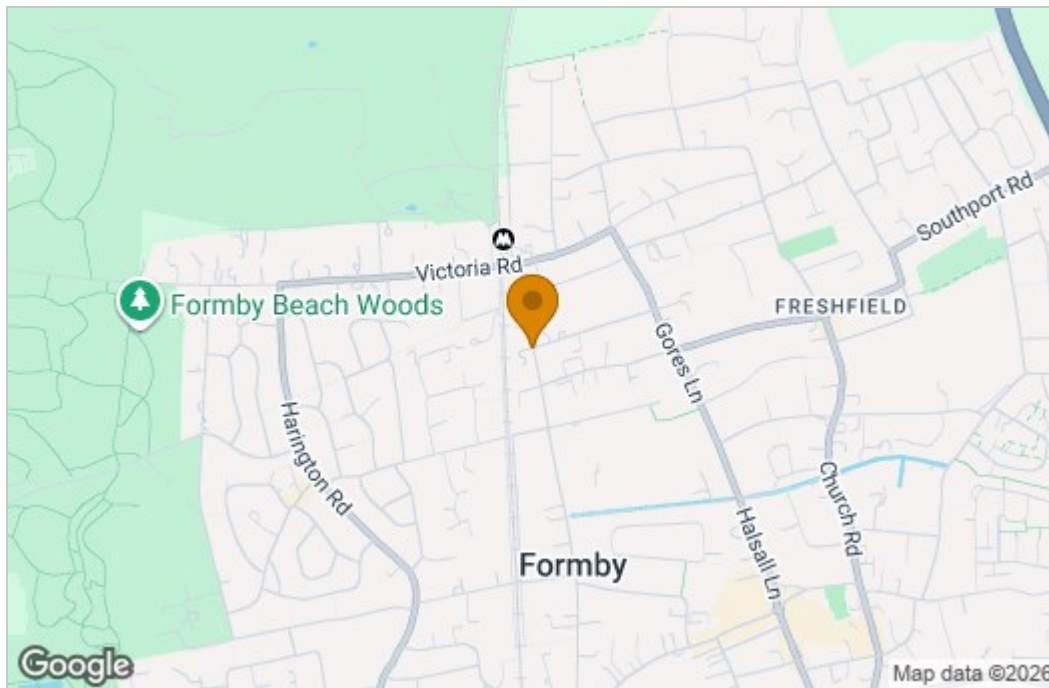 Southport Rd
Victoria Rd
Formby Beach Woods
FRESHFIELD
Gores Ln
Harington Rd
Church Rd
Halsall Ln
Formby
Google
Map data ©2026